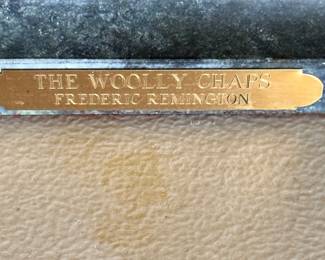 THE WOOLLY CHAPS
FREDERIC REMINGTON